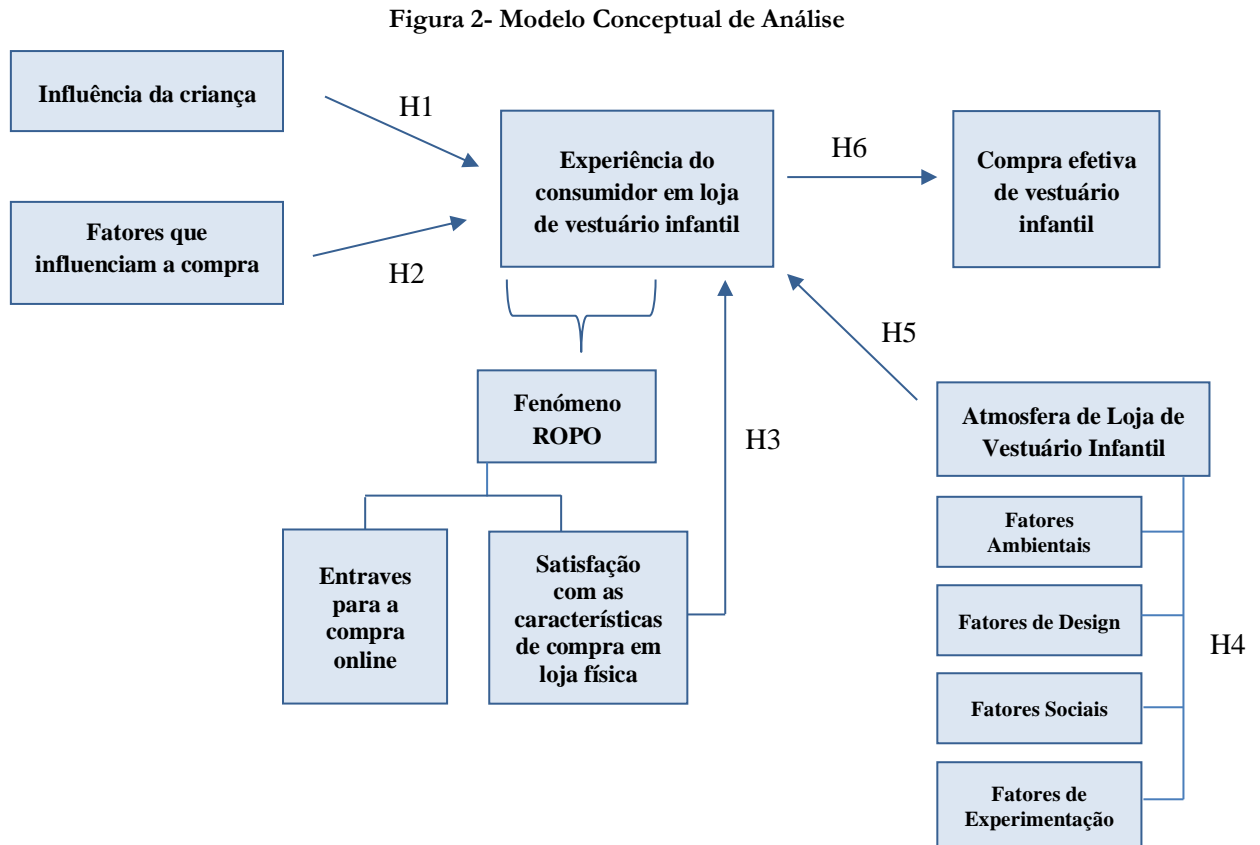 Figura 2- Modelo Conceptual de Análise
Influência da criança
H1
Fatores que
influenciam a compra
H2
Experiência do
consumidor em loja
de vestuário infantil
H6
Compra efetiva
de vestuário
infantil
H5
Fenómeno
ROPO
H3
Entraves
para a
compra
online
Satisfação
com as
características
de compra em
loja física
Atmosfera de Loja de
Vestuário Infantil
Fatores
Ambientais
Fatores de Design
H4
Fatores Sociais
Fatores de
Experimentação